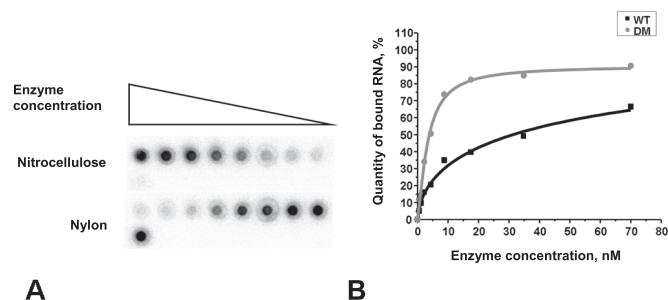 Enzyme
concentration
Nitrocellulose
Nylon
A
WT
DM
Quantity of bound RNA, %
110
100
90
80
70
60
50
40
30
20
10
0
0 10 20 30 40 50 60 70 80
Enzyme concentration, nM
B